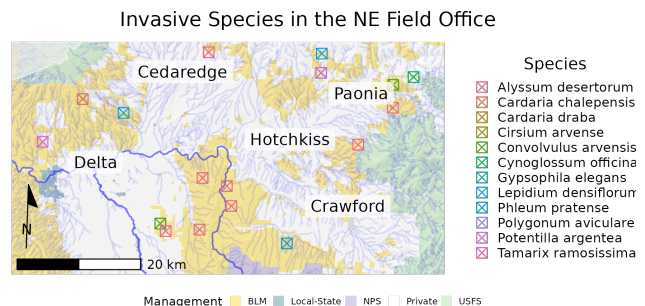 Invasive Species in the NE Field Office
Cedaredge
Paonia
Hotchkiss
Delta
Crawford
N
20 km
Species
Alyssum desertorum
Cardaria chalepensis
Cardaria draba
Cirsium arvense
Convolvulus arvensis
Cynoglossum officina
Gypsophila elegans
Lepidium densiflorum
Phleum pratense
Polygonum aviculare
Potentilla argentea
Tamarix ramosissima
Management BLM Local-State NPS Private USFS